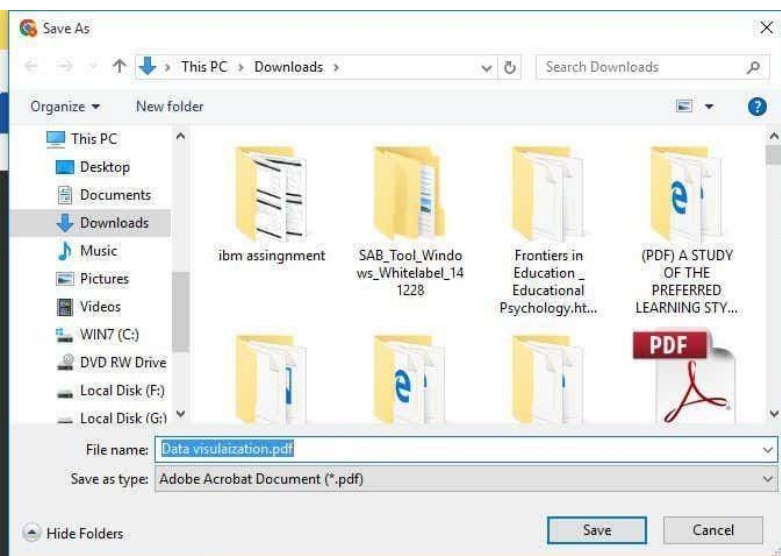 Save As
This PC > Downloads >
Search Downloads
Organize
New folder
This PC
Desktop
Documents
Downloads
Music
Pictures
Videos
WIN7 (C:)
DVD RW Drive
Local Disk (F:)
Local Disk (G:)
ibm assingnment
SAB_Tool_Windo
ws_Whitelabel_14
1228
Frontiers in
Education _
Educational
Psychology.ht...
(PDF) A STUDY
OF THE
PREFERRED
LEARNING STY...
PDF
File name: Data visulaization.pdf
Save as type: Adobe Acrobat Document (*.pdf)
Hide Folders
Save
Cancel